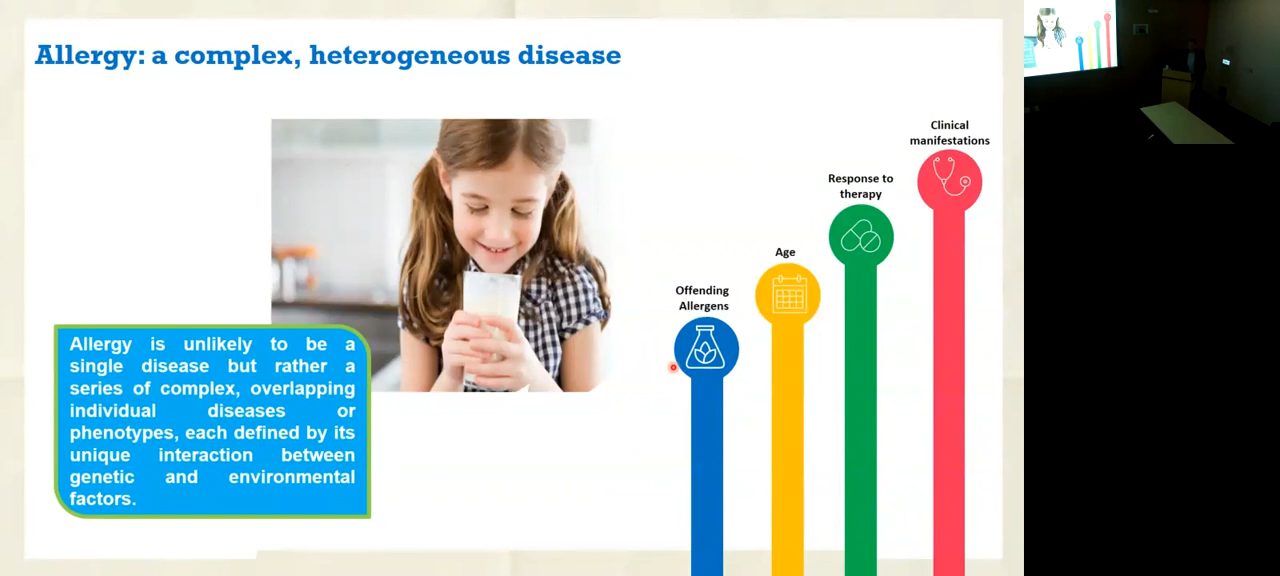 Allergy: a complex, heterogeneous disease
Clinical
manifestations
Response to
therapy
Age
Offending
Allergens
Allergy is unlikely to be a
single disease but rather a
series of complex, overlapping
individual diseases or
phenotypes, each defined by its
unique interaction between
genetic and environmental
factors.